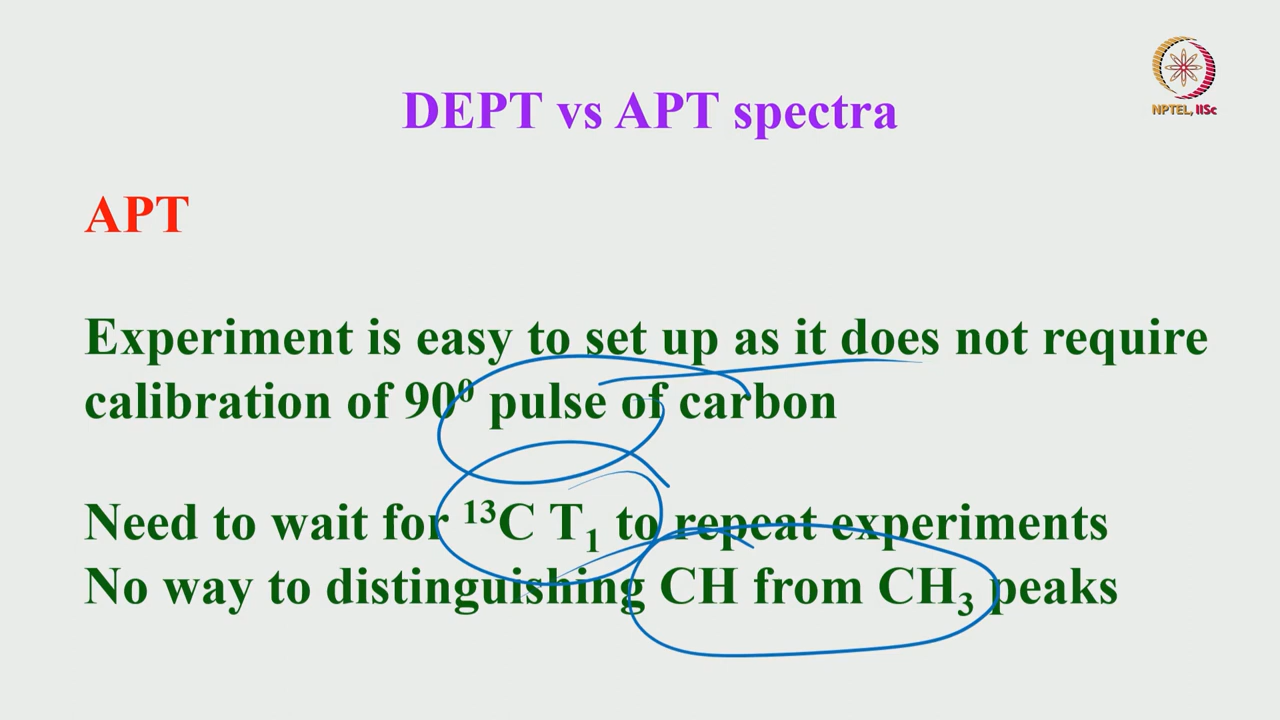 NPTEL, IISc
DEPT vs APT spectra
APT
Experiment is easy to set up as it does not require
calibration of 90⁰ pulse of carbon
Need to wait for ¹³C T₁ to repeat experiments
No way to distinguishing CH from CH₃ peaks